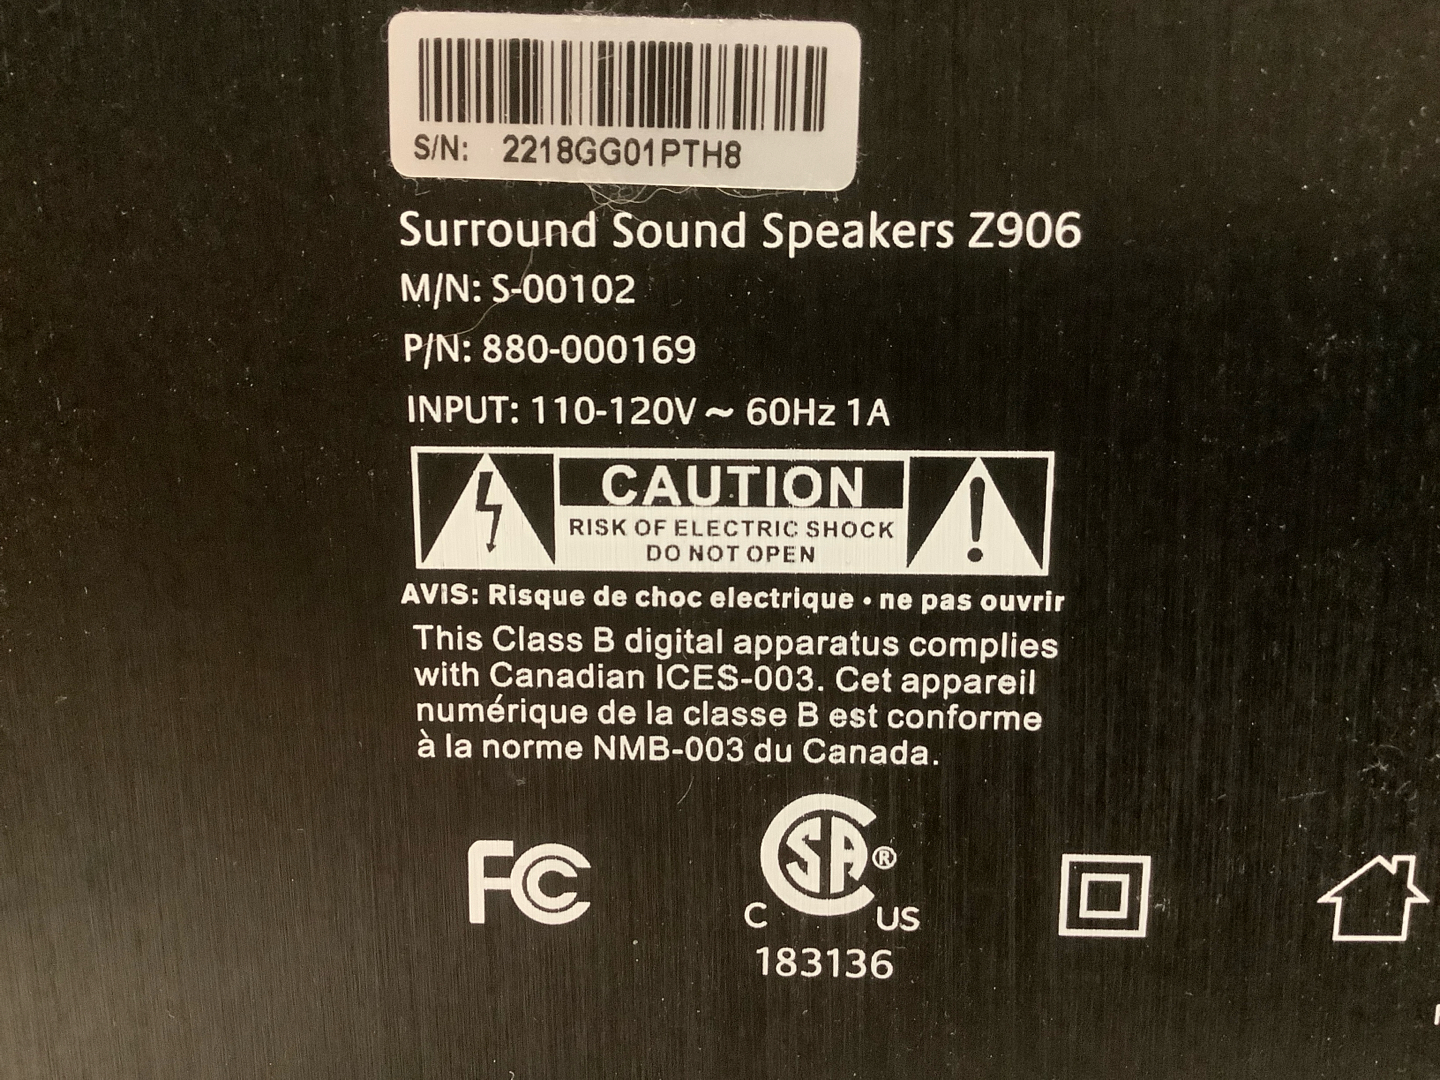 S/N: 2218GG01PTH8
Surround Sound Speakers Z906
M/N: S-00102
P/N: 880-000169
INPUT: 110-120V ~ 60Hz 1A
CAUTION
RISK OF ELECTRIC SHOCK
DO NOT OPEN
AVIS: Risque de choc electrique • ne pas ouvrir
This Class B digital apparatus complies
with Canadian ICES-003. Cet appareil
numérique de la classe B est conforme
à la norme NMB-003 du Canada.
FC
CSA®
C US
183136